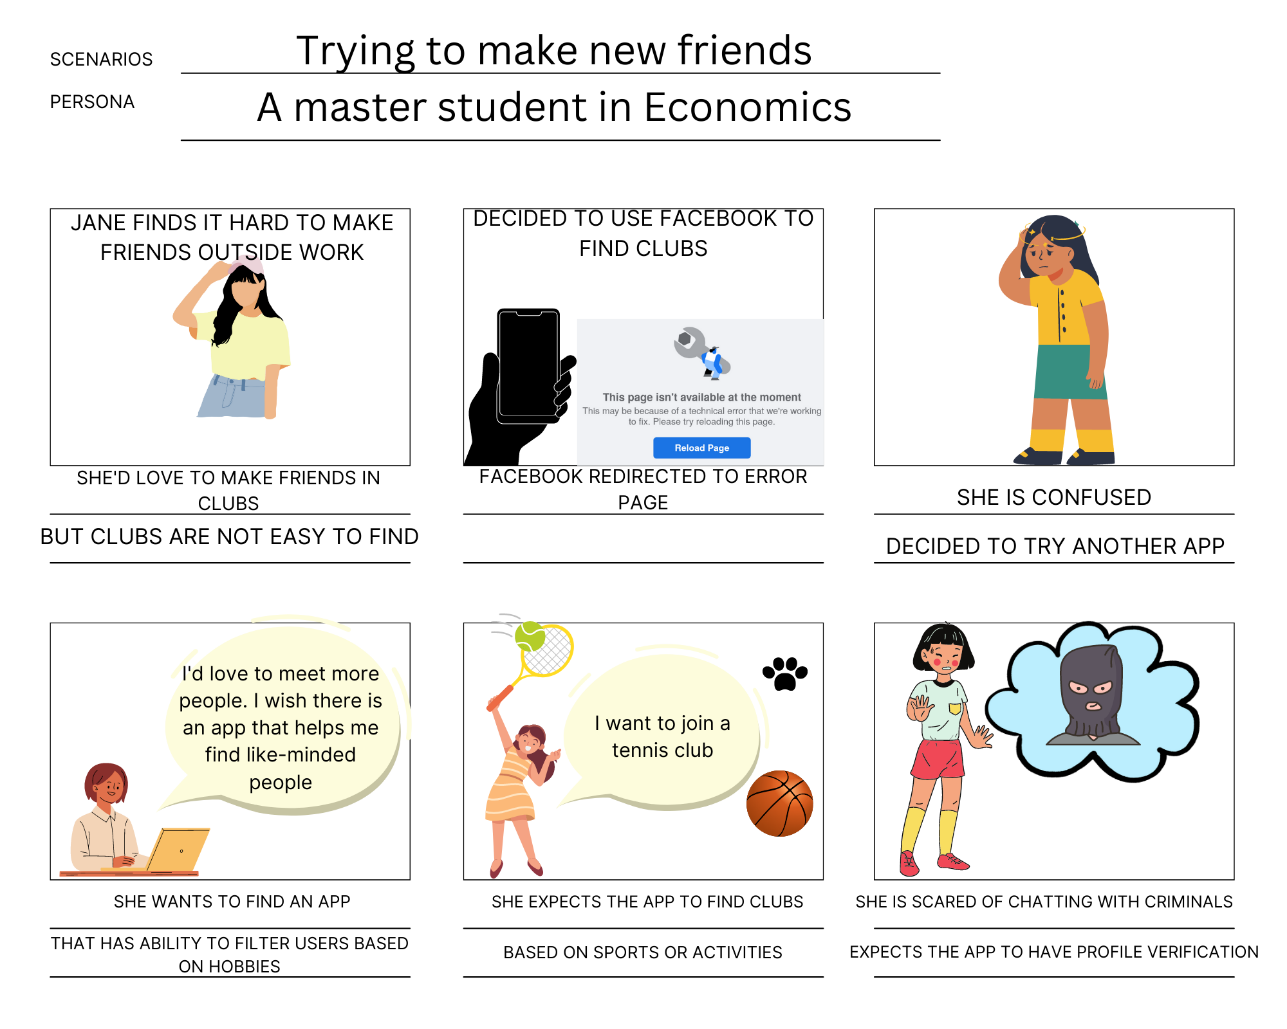 SCENARIOS
Trying to make new friends
PERSONA
A master student in Economics
JANE FINDS IT HARD TO MAKE
FRIENDS OUTSIDE WORK
SHE'D LOVE TO MAKE FRIENDS IN
CLUBS
BUT CLUBS ARE NOT EASY TO FIND
DECIDED TO USE FACEBOOK TO
FIND CLUBS
This page isn't available at the moment
This may be because of a technical error that we're working
to fix. Please try reloading this page.
Reload Page
FACEBOOK REDIRECTED TO ERROR
PAGE
SHE IS CONFUSED
DECIDED TO TRY ANOTHER APP
I'd love to meet more
people. I wish there is
an app that helps me
find like-minded
people
SHE WANTS TO FIND AN APP
THAT HAS ABILITY TO FILTER USERS BASED
ON HOBBIES
I want to join a
tennis club
SHE EXPECTS THE APP TO FIND CLUBS
BASED ON SPORTS OR ACTIVITIES
SHE IS SCARED OF CHATTING WITH CRIMINALS
EXPECTS THE APP TO HAVE PROFILE VERIFICATION